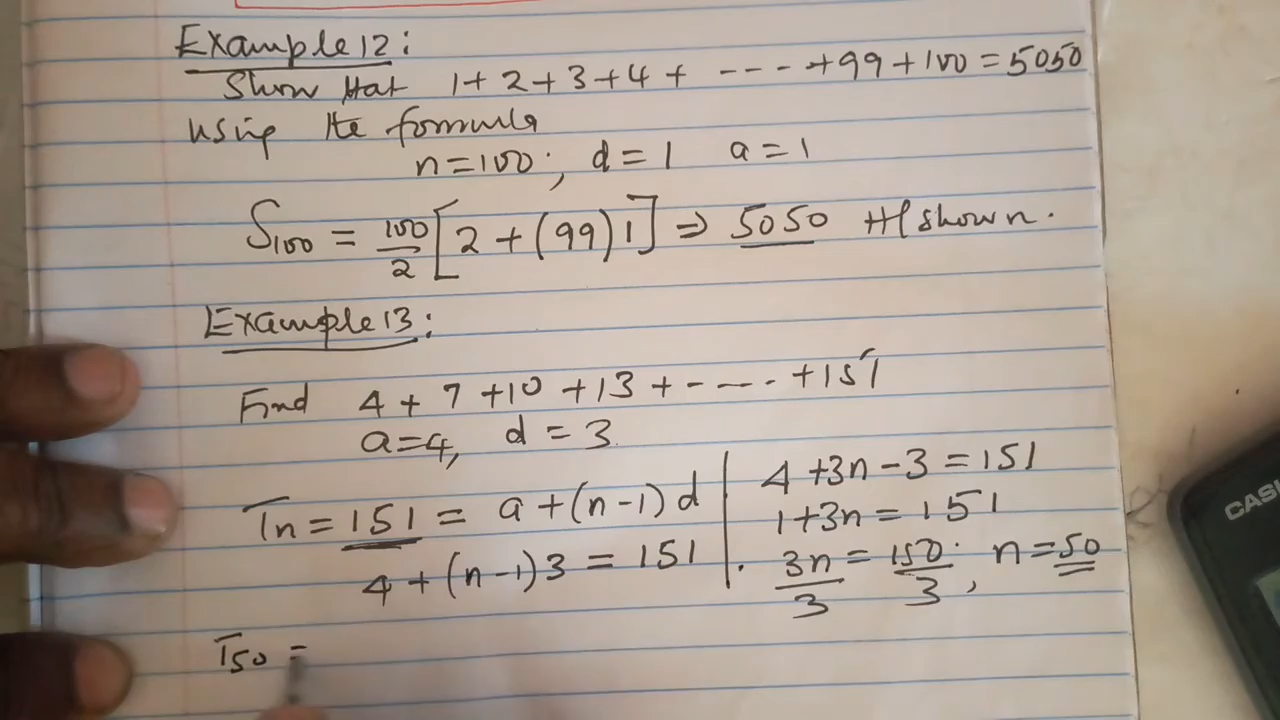 Example 12:
Show that 1 + 2 + 3 + 4 + ---- + 99 + 100 = 5050
using the formula
n = 100; d = 1 a = 1
S100 = 100/2 [2 + (99)1] ⇒ 5050 shown.
Example 13:
Find 4 + 7 + 10 + 13 + ---- + 151
a = 4, d = 3
Tn = 151 = a + (n - 1)d
4 + (n - 1)3 = 151
4 + 3n - 3 = 151
1 + 3n = 151
3n/3 = 150/3, n = 50
T50 =
CASI